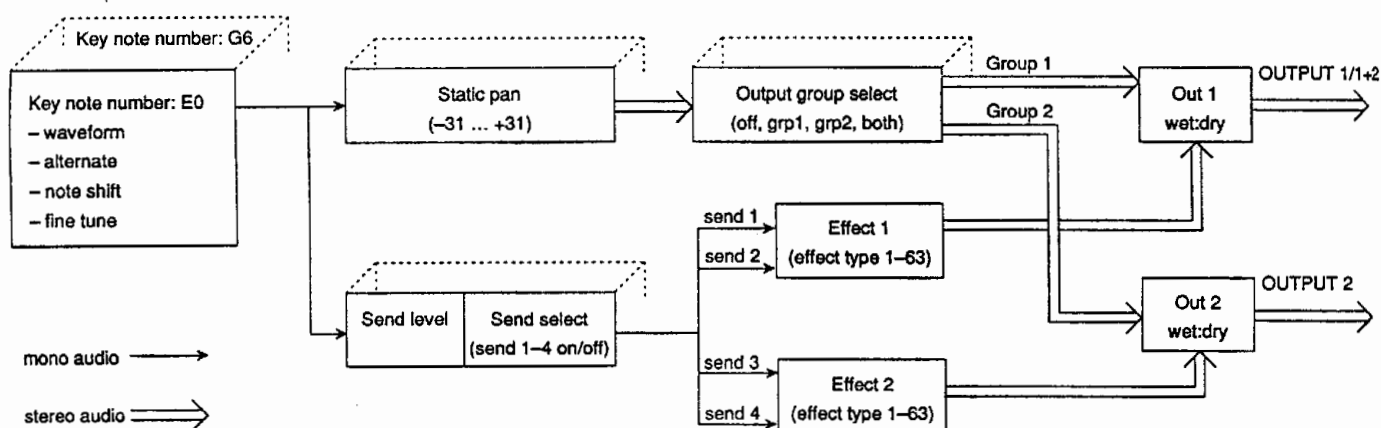 Key note number: G6
Key note number: E0
– waveform
– alternate
– note shift
– fine tune
Static pan
(–31 ... +31)
Output group select
(off, grp1, grp2, both)
Group 1
Group 2
Out 1
wet:dry
OUTPUT 1/1+2
send 1
send 2
Effect 1
(effect type 1–63)
Send level
Send select
(send 1–4 on/off)
Out 2
wet:dry
OUTPUT 2
send 3
send 4
Effect 2
(effect type 1–63)
mono audio
stereo audio